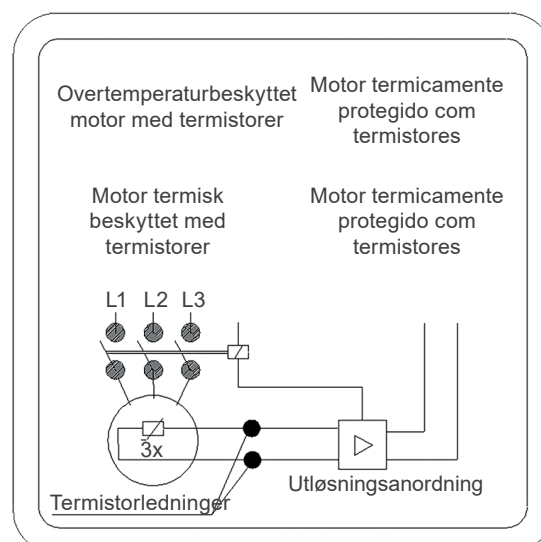 Overtemperaturbeskyttet
motor med termistorer
Motor termicamente
protegido com
termistores
Motor termisk
beskyttet med
termistorer
Motor termicamente
protegido com
termistores
L1 L2 L3
3x
Utløsningsanordning
Termistorledninger